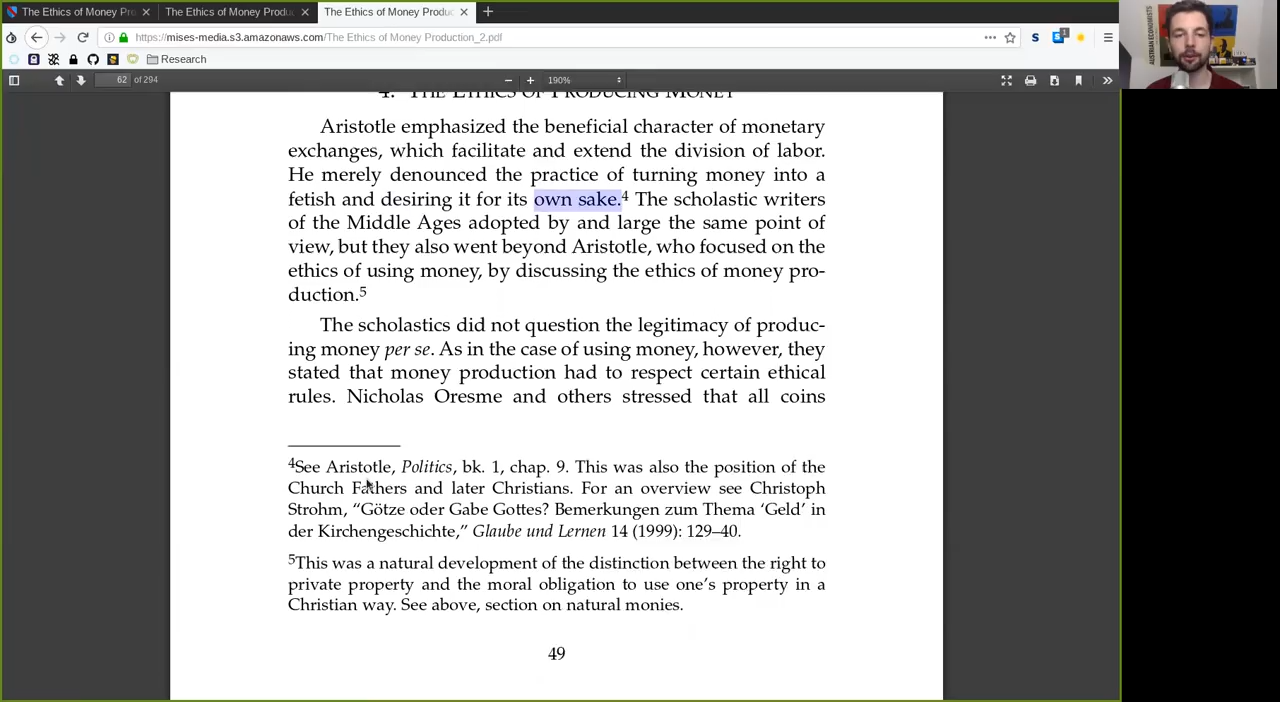 The Ethics of Money Pro
The Ethics of Money Produc
The Ethics of Money Produc
https://mises-media.s3.amazonaws.com/The Ethics of Money Production_2.pdf
Research
62 of 294
190%
4. THE ETHICS OF PRODUCING MONEY
Aristotle emphasized the beneficial character of monetary
exchanges, which facilitate and extend the division of labor.
He merely denounced the practice of turning money into a
fetish and desiring it for its own sake.4 The scholastic writers
of the Middle Ages adopted by and large the same point of
view, but they also went beyond Aristotle, who focused on the
ethics of using money, by discussing the ethics of money pro-
duction.5
The scholastics did not question the legitimacy of produc-
ing money per se. As in the case of using money, however, they
stated that money production had to respect certain ethical
rules. Nicholas Oresme and others stressed that all coins
4See Aristotle, Politics, bk. 1, chap. 9. This was also the position of the
Church Fathers and later Christians. For an overview see Christoph
Strohm, “Götze oder Gabe Gottes? Bemerkungen zum Thema ‘Geld’ in
der Kirchengeschichte,” Glaube und Lernen 14 (1999): 129–40.
5This was a natural development of the distinction between the right to
private property and the moral obligation to use one’s property in a
Christian way. See above, section on natural monies.
49
AUSTRIAN ECONOMISTS